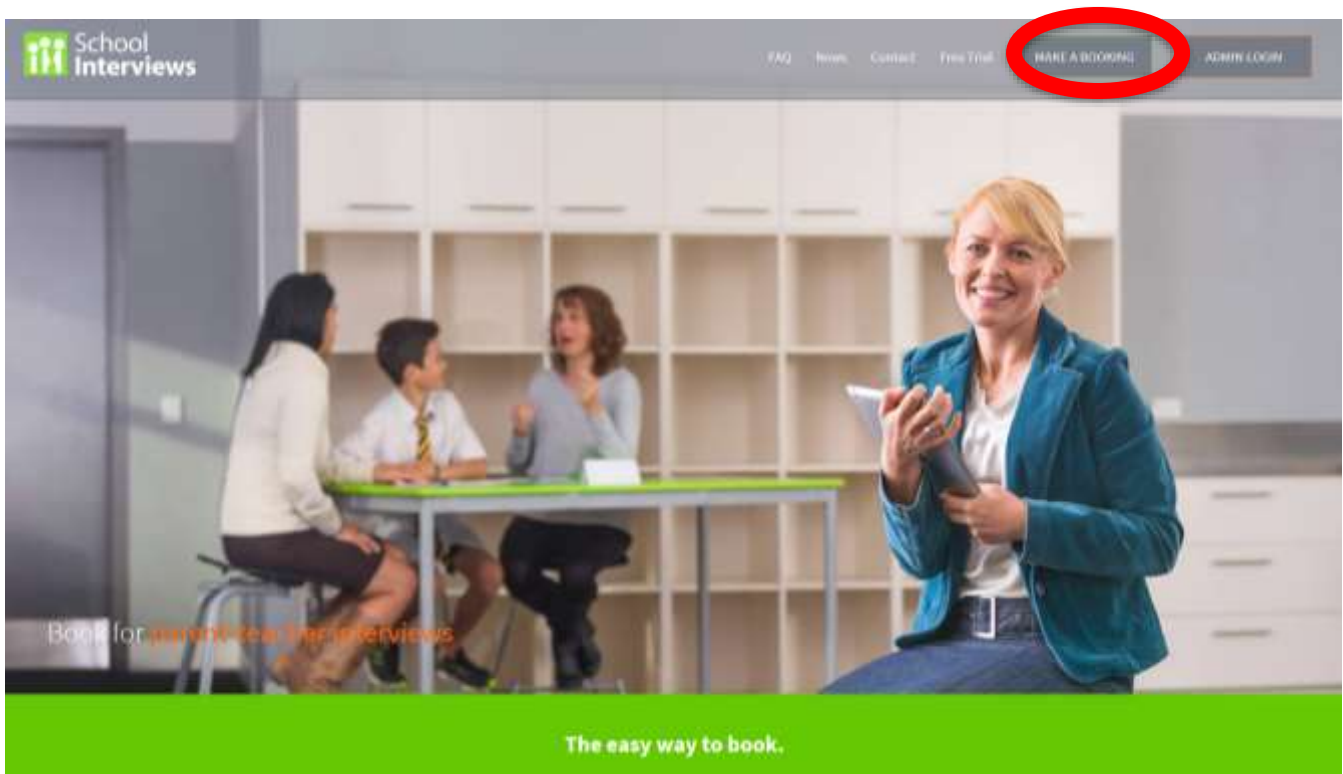 School
Interviews
FAQ News Contact Free Trial MAKE A BOOKING ADMIN LOGIN
Book for parent-teacher interviews
The easy way to book.